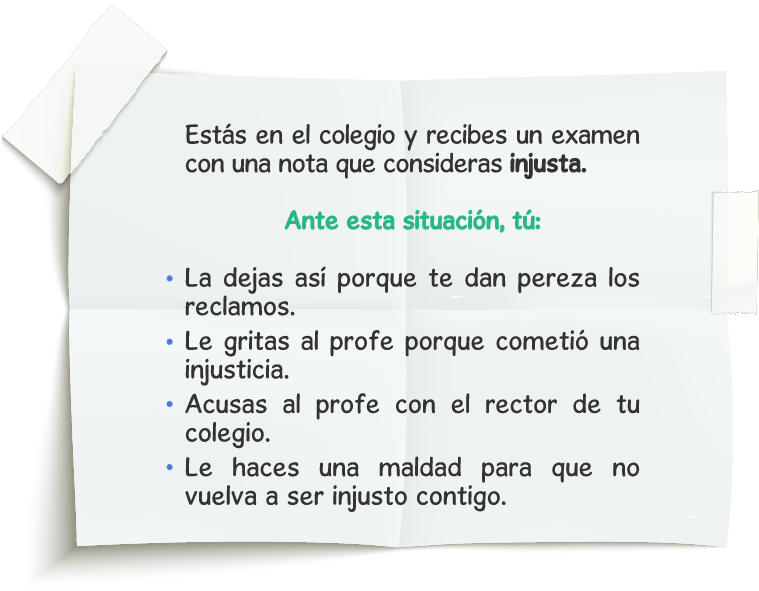 Estás en el colegio y recibes un examen
con una nota que consideras injusta.
Ante esta situación, tú:
• La dejas así porque te dan pereza los
reclamos.
• Le gritas al profe porque cometió una
injusticia.
• Acusas al profe con el rector de tu
colegio.
• Le haces una maldad para que no
vuelva a ser injusto contigo.